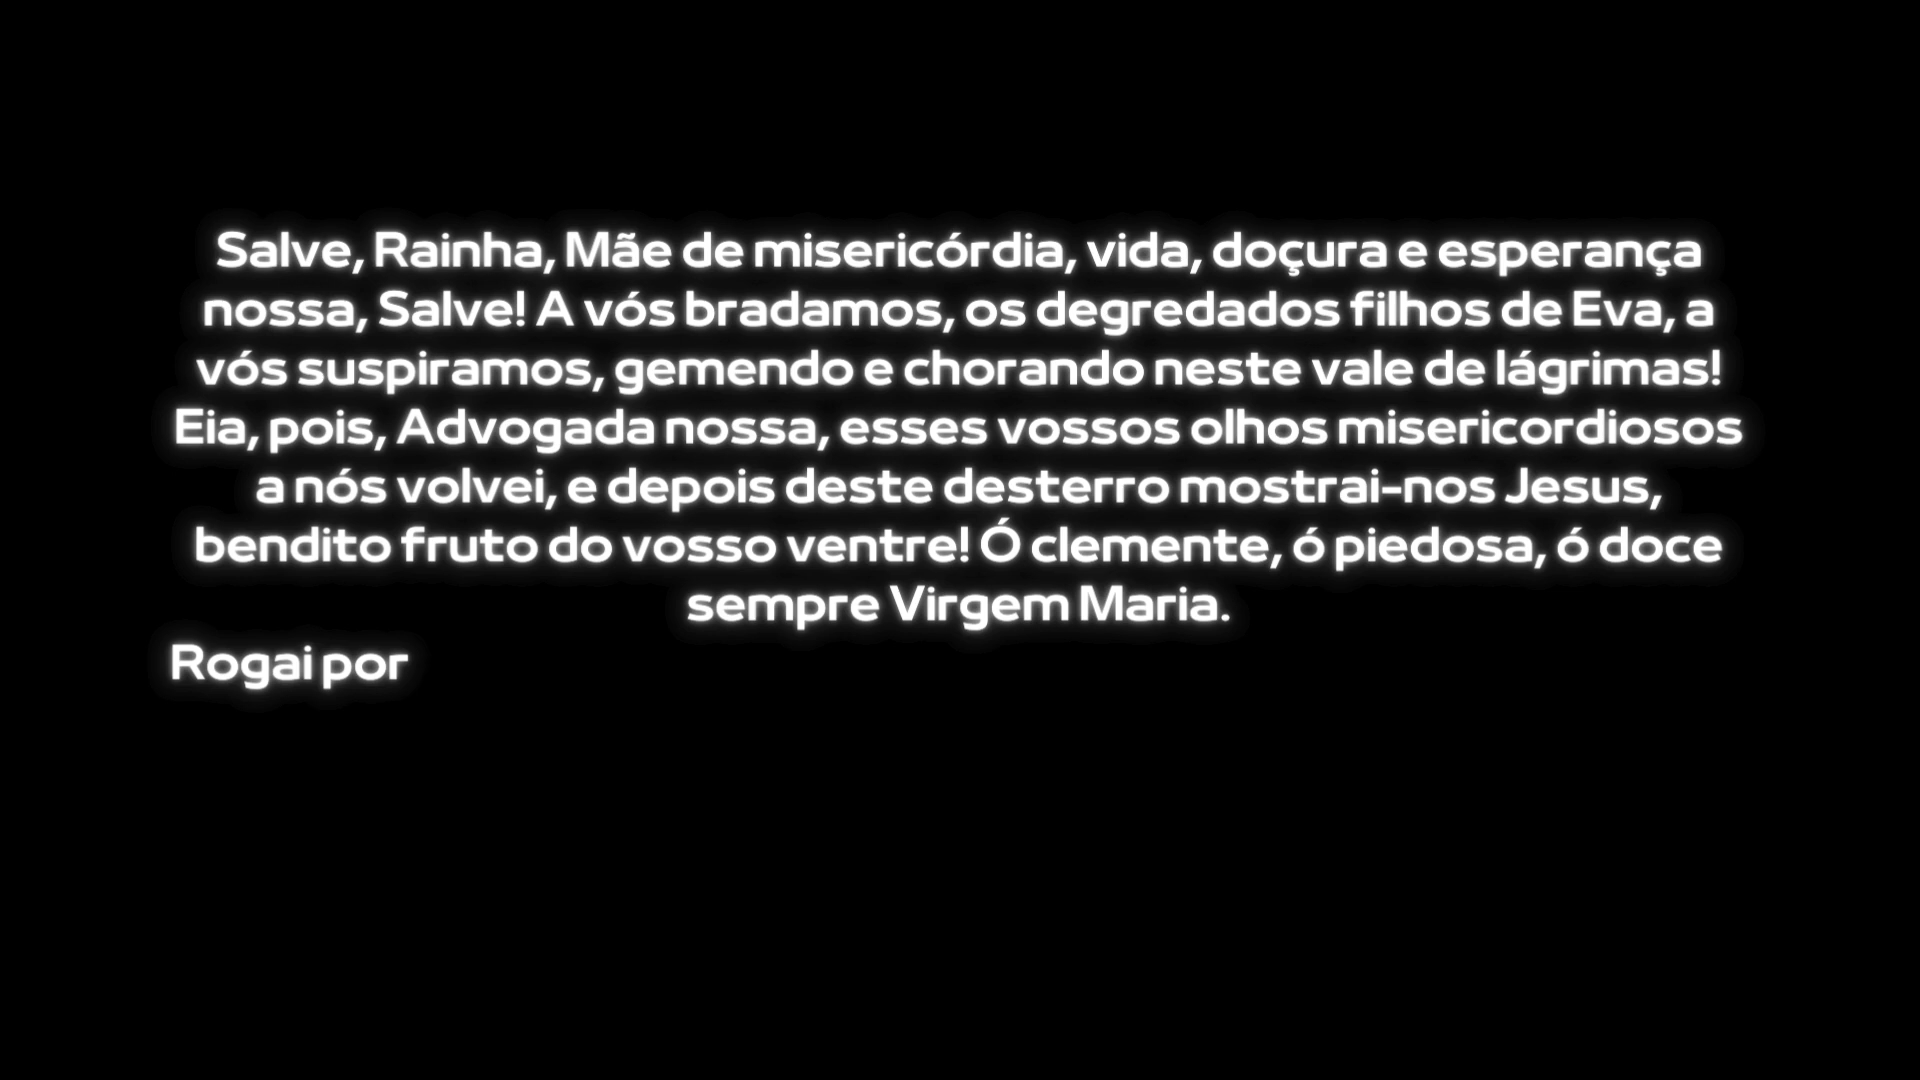 Salve, Rainha, Mãe de misericórdia, vida, doçura e esperança
nossa, Salve! A vós bradamos, os degredados filhos de Eva, a
vós suspiramos, gemendo e chorando neste vale de lágrimas!
Eia, pois, Advogada nossa, esses vossos olhos misericordiosos
a nós volvei, e depois deste desterro mostrai-nos Jesus,
bendito fruto do vosso ventre! Ó clemente, ó piedosa, ó doce
sempre Virgem Maria.
Rogai por